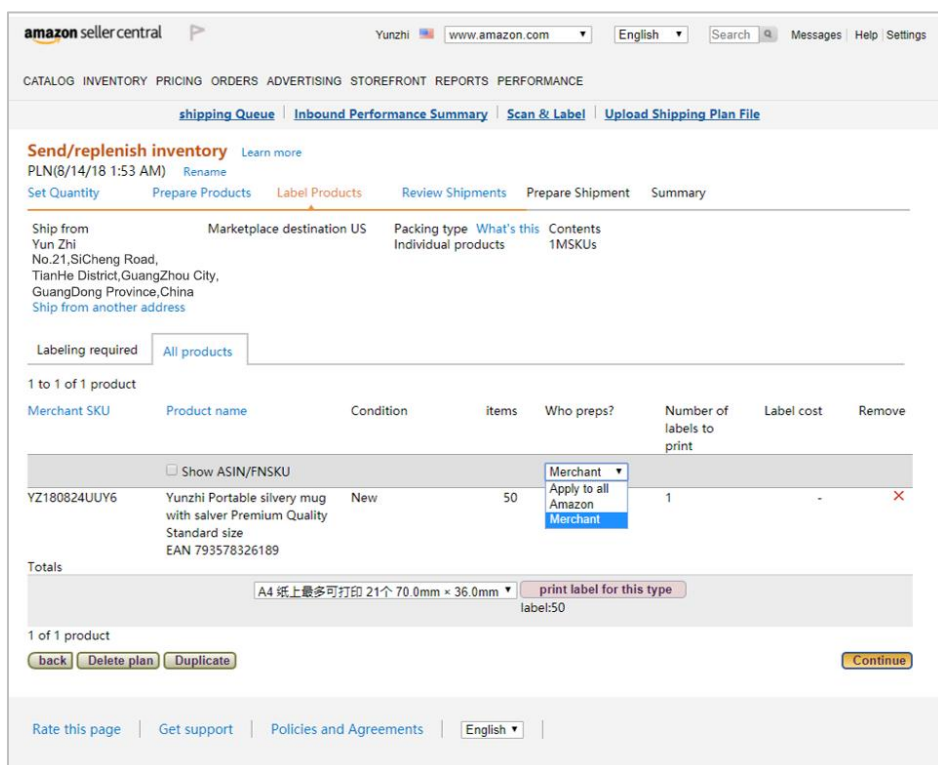 amazon seller central Yunzhi www.amazon.com English Search Messages Help Settings
CATALOG INVENTORY PRICING ORDERS ADVERTISING STOREFRONT REPORTS PERFORMANCE
shipping Queue Inbound Performance Summary Scan & Label Upload Shipping Plan File
Send/replenish inventory Learn more
PLN(8/14/18 1:53 AM) Rename
Set Quantity Prepare Products Label Products Review Shipments Prepare Shipment Summary
Ship from Marketplace destination US Packing type What's this Contents
Yun Zhi Individual products 1MSKUs
No.21,SiCheng Road,
TianHe District,GuangZhou City,
GuangDong Province,China
Ship from another address
Labeling required All products
1 to 1 of 1 product
Merchant SKU Product name Condition items Who preps? Number of labels to print Label cost Remove
Show ASIN/FNSKU Merchant
Apply to all
Amazon
Merchant
YZ180824UUY6 Yunzhi Portable silvery mug New 50 1 -
with salver Premium Quality
Standard size
EAN 793578326189
Totals
A4 纸上最多可打印 21个 70.0mm × 36.0mm print label for this type
label:50
1 of 1 product
back Delete plan Duplicate Continue
Rate this page Get support Policies and Agreements English